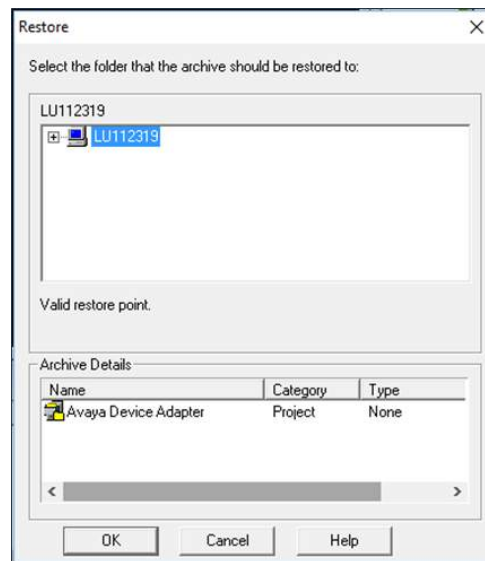 Restore
Select the folder that the archive should be restored to:
LU112319
LU112319
Valid restore point.
Archive Details
Name Category Type
Avaya Device Adapter Project None
OK Cancel Help